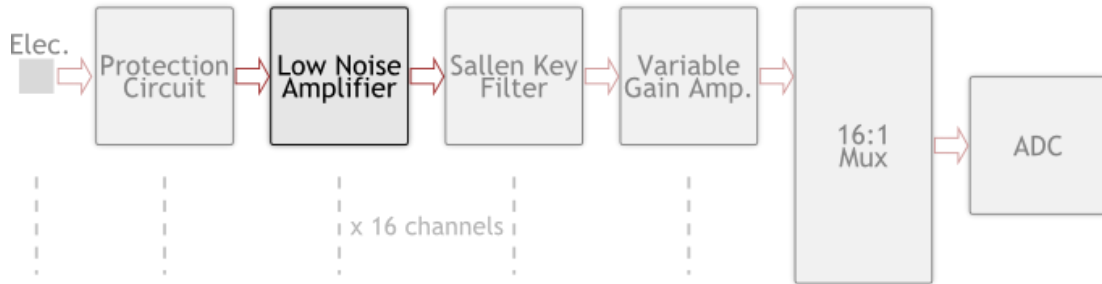 Elec.
Protection
Circuit
Low Noise
Amplifier
Sallen Key
Filter
Variable
Gain Amp.
16:1
Mux
ADC
x 16 channels